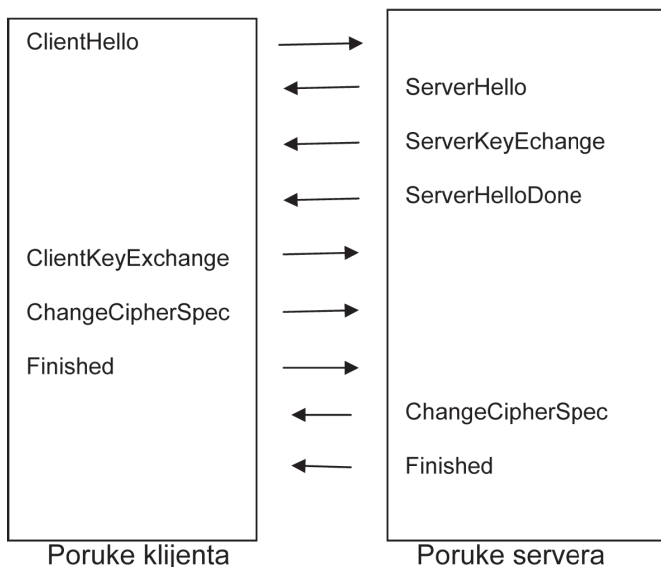 ClientHello
ServerHello
ServerKeyEchange
ServerHelloDone
ClientKeyExchange
ChangeCipherSpec
Finished
ChangeCipherSpec
Finished
Poruke klijenta
Poruke servera